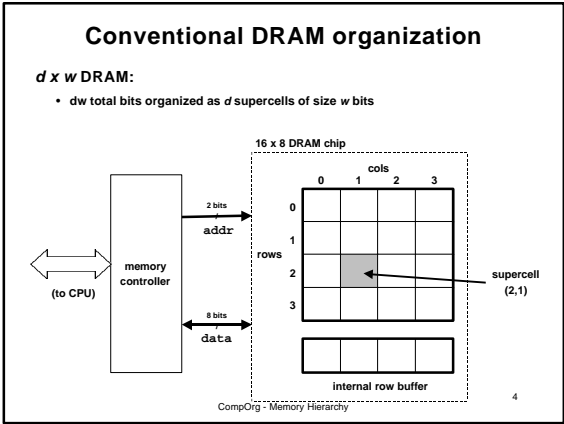 Conventional DRAM organization
d x w DRAM:
• dw total bits organized as d supercells of size w bits
16 x 8 DRAM chip
cols
0 1 2 3
2 bits
/
addr
0
1
rows
2
3
memory
controller
(to CPU)
supercell
(2,1)
8 bits
/
data
internal row buffer
CompOrg - Memory Hierarchy
4